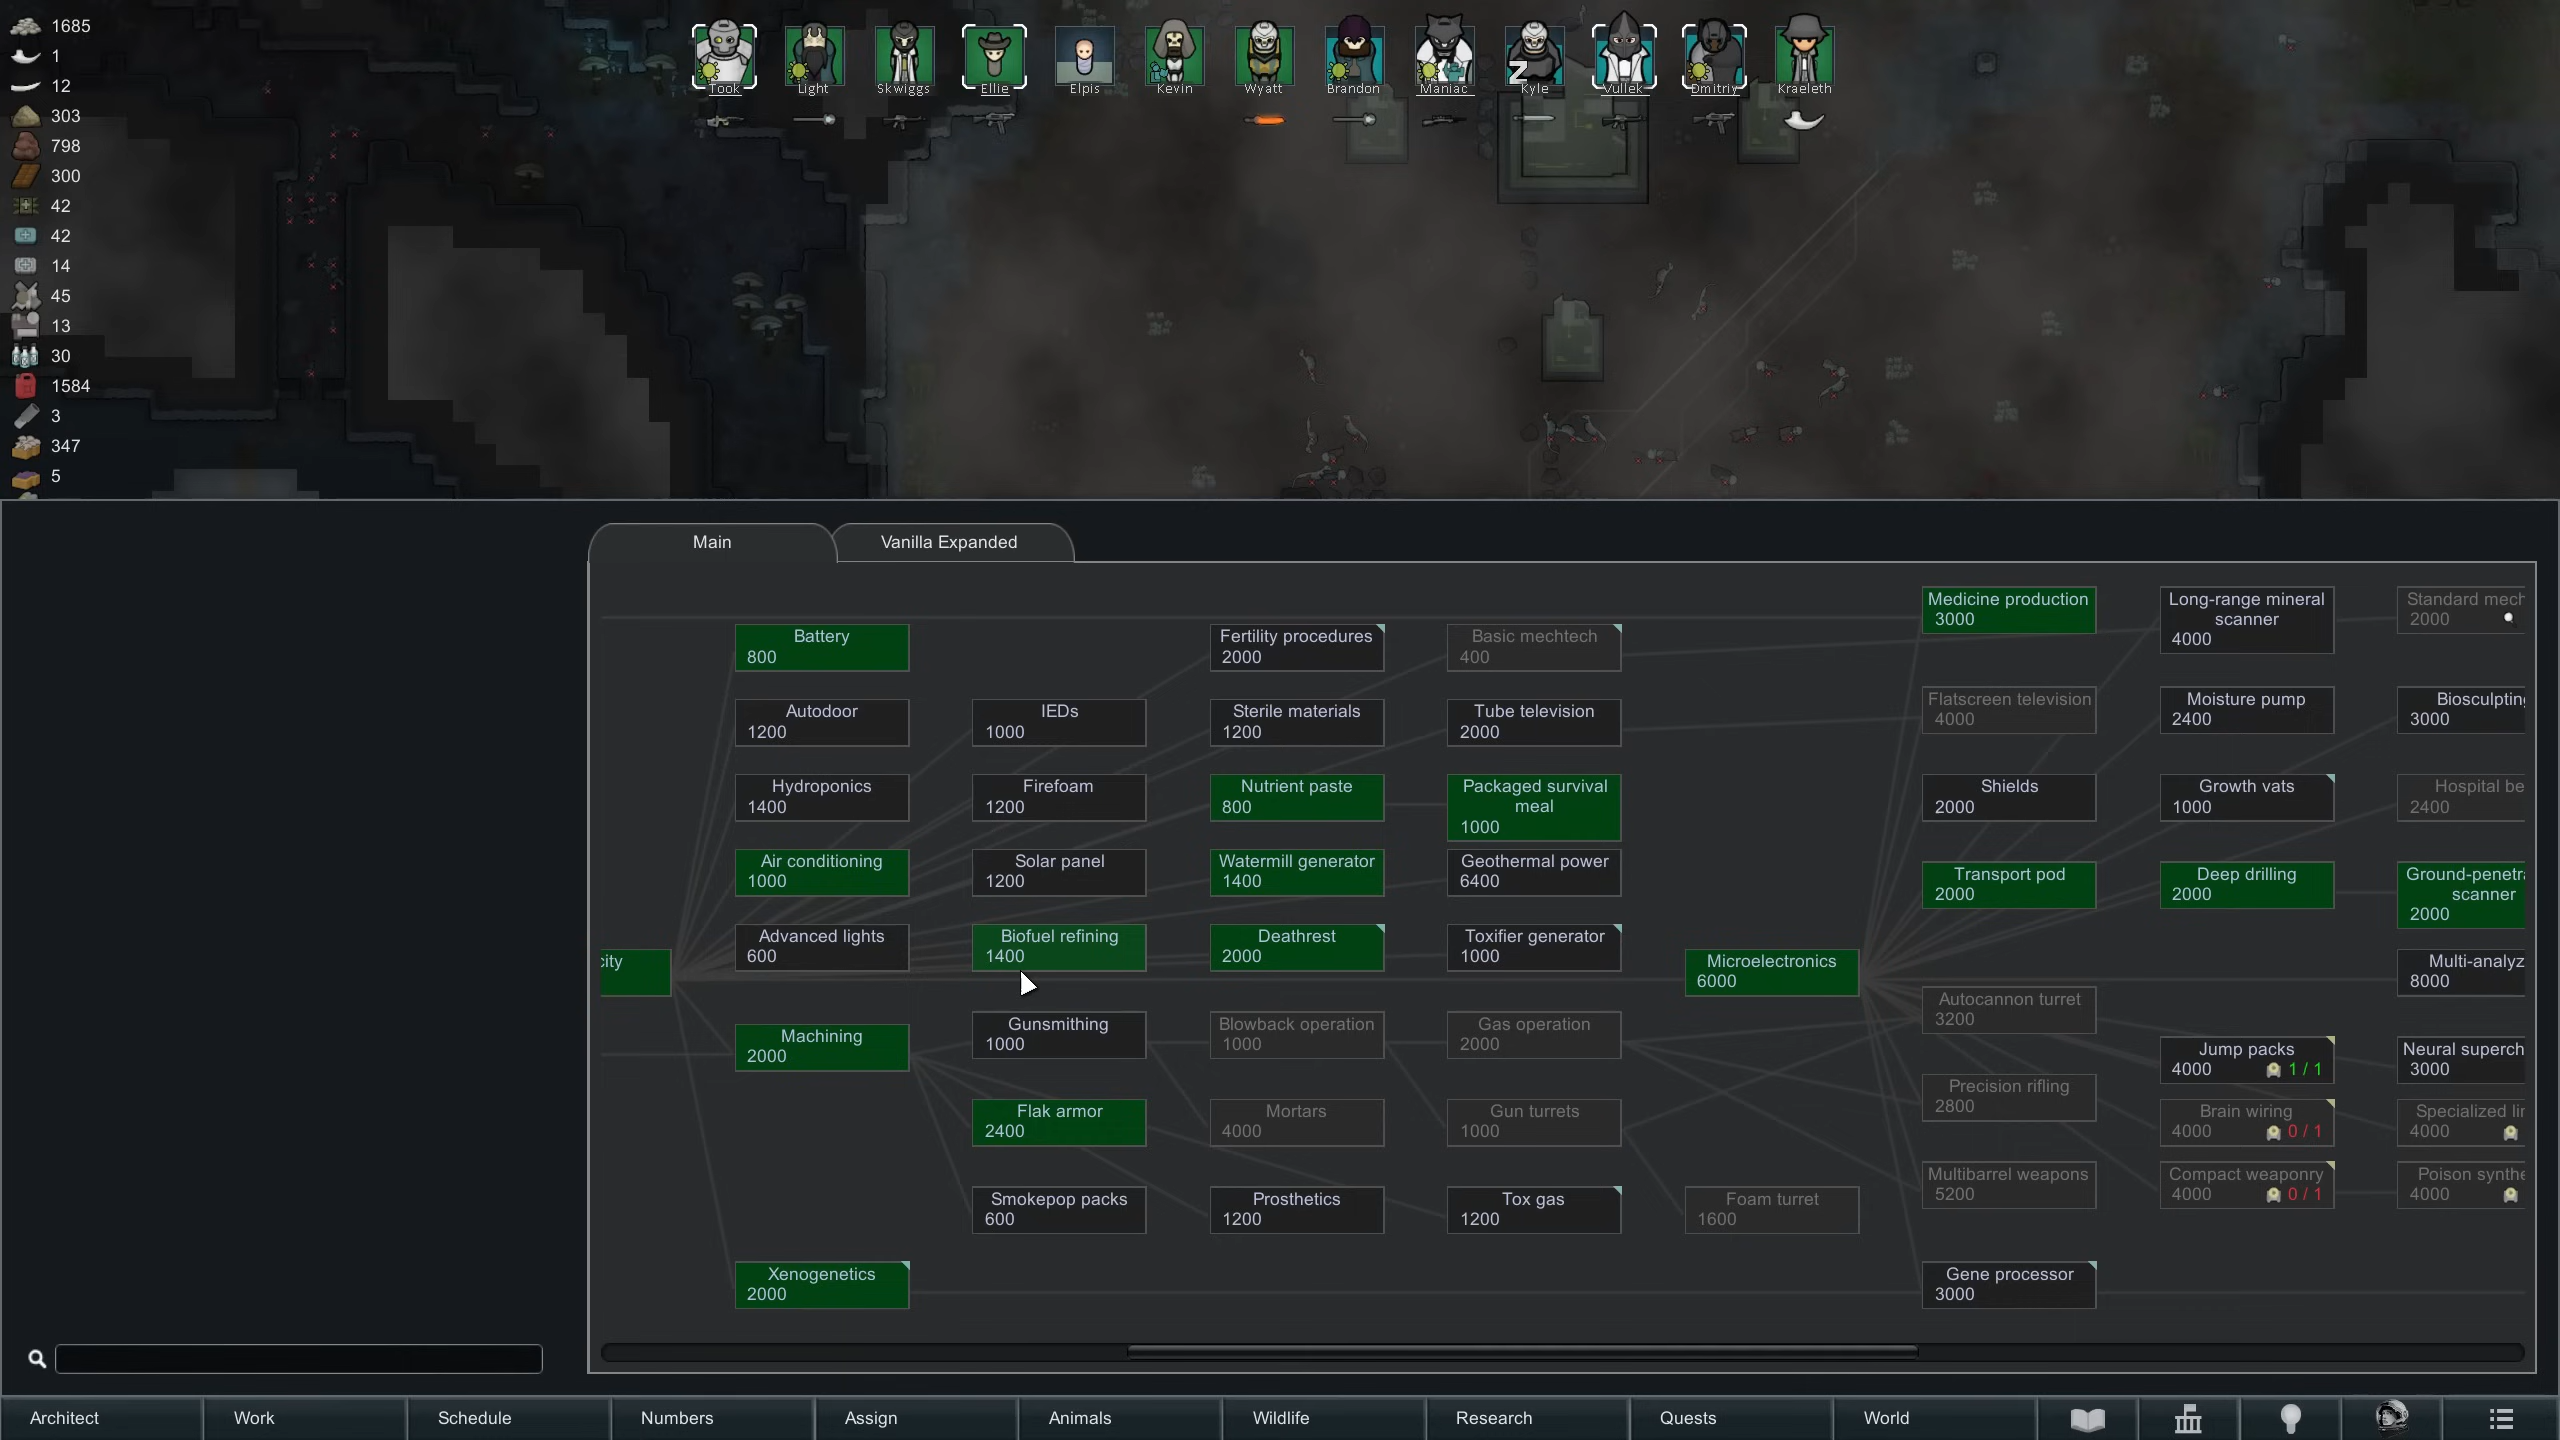 1685
1
12
303
798
300
42
42
14
45
13
30
1584
3
347
5
Took
Light
Skwiggs
Ellie
Elpis
Kevin
Wyatt
Brandon
Maniac
Kyle
Vullek
Dmitriy
Kraeleth
Z
Main
Vanilla Expanded
city
Battery
800
Autodoor
1200
Hydroponics
1400
Air conditioning
1000
Advanced lights
600
Machining
2000
Xenogenetics
2000
IEDs
1000
Firefoam
1200
Solar panel
1200
Biofuel refining
1400
Gunsmithing
1000
Flak armor
2400
Smokepop packs
600
Fertility procedures
2000
Sterile materials
1200
Nutrient paste
800
Watermill generator
1400
Deathrest
2000
Blowback operation
1000
Mortars
4000
Prosthetics
1200
Basic mechtech
400
Tube television
2000
Packaged survival
meal
1000
Geothermal power
6400
Toxifier generator
1000
Gas operation
2000
Gun turrets
1000
Tox gas
1200
Microelectronics
6000
Foam turret
1600
Medicine production
3000
Flatscreen television
4000
Shields
2000
Transport pod
2000
Autocannon turret
3200
Precision rifling
2800
Multibarrel weapons
5200
Gene processor
3000
Long-range mineral
scanner
4000
Moisture pump
2400
Growth vats
1000
Deep drilling
2000
Jump packs
4000 1 / 1
Brain wiring
4000 0 / 1
Compact weaponry
4000 0 / 1
Standard mech
2000
Biosculpting
3000
Hospital be
2400
Ground-penetra
scanner
2000
Multi-analyz
8000
Neural superch
3000
Specialized lim
4000
Poison synthe
4000
Architect
Work
Schedule
Numbers
Assign
Animals
Wildlife
Research
Quests
World